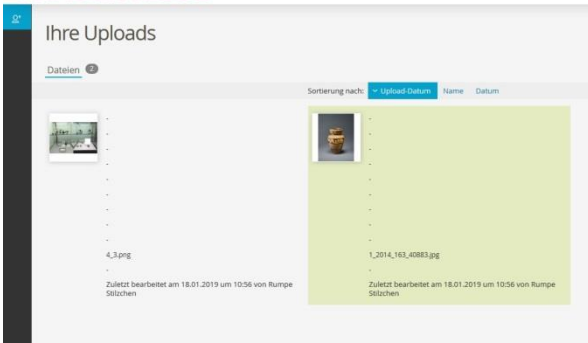 Ihre Uploads
Dateien 2
Sortierung nach: Upload-Datum Name Datum
-
-
-
-
-
-
-
-
-
4_3.png
-
Zuletzt bearbeitet am 18.01.2019 um 10:56 von Rumpe
Stilzchen
-
-
-
-
-
-
-
-
-
1_2014_163_40883.jpg
-
Zuletzt bearbeitet am 18.01.2019 um 10:56 von Rumpe
Stilzchen